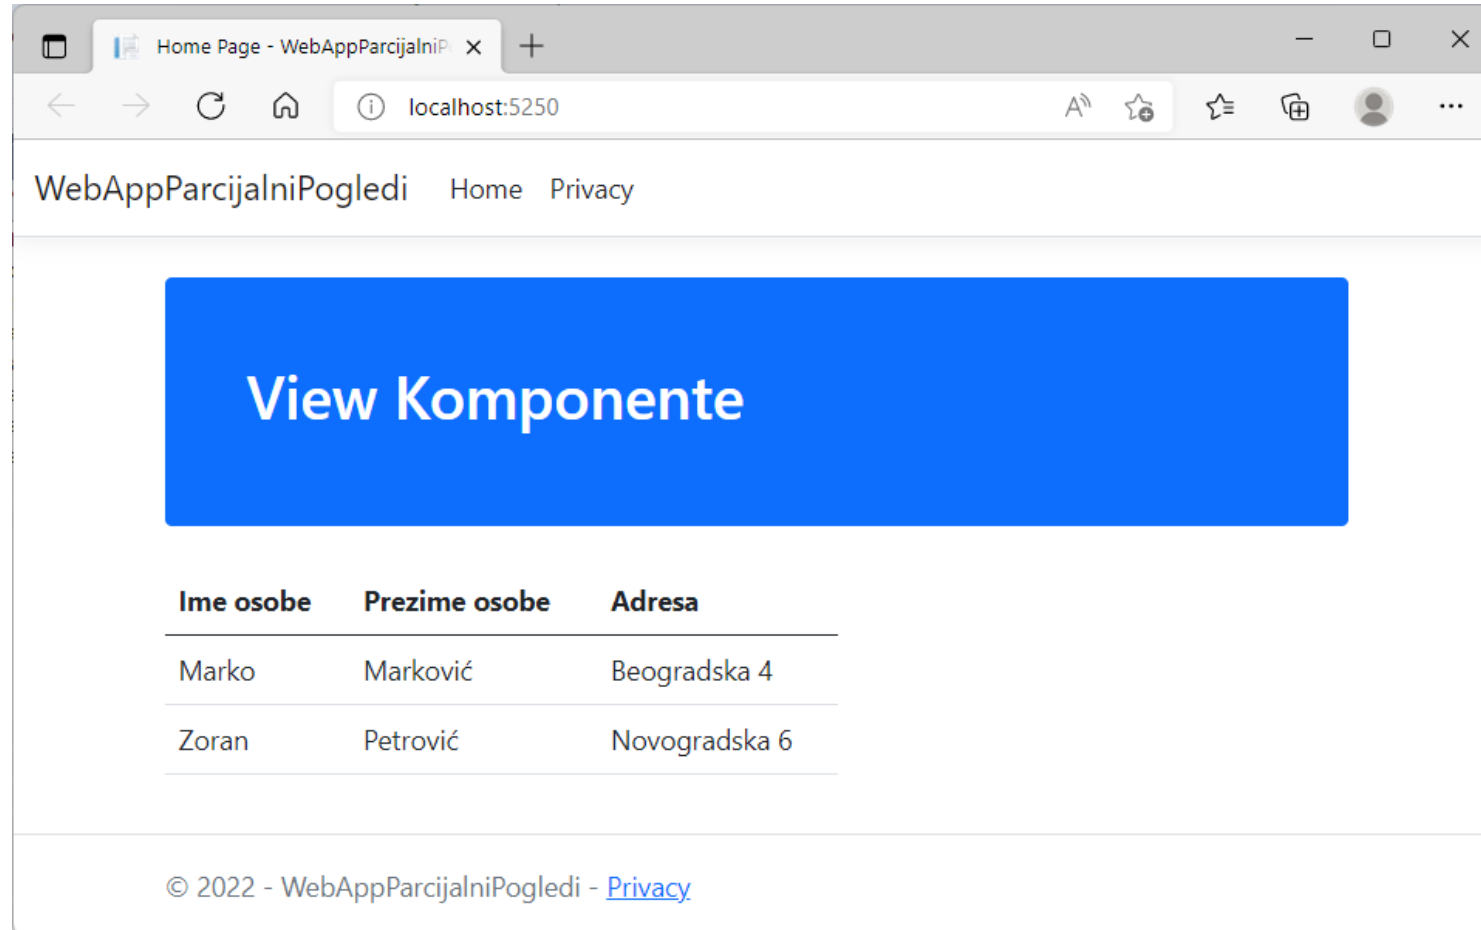 Home Page - WebAppParcijalniP
localhost:5250
WebAppParcijalniPogledi Home Privacy
View Komponente
Ime osobe Prezime osobe Adresa
Marko Marković Beogradska 4
Zoran Petrović Novogradska 6
© 2022 - WebAppParcijalniPogledi - Privacy